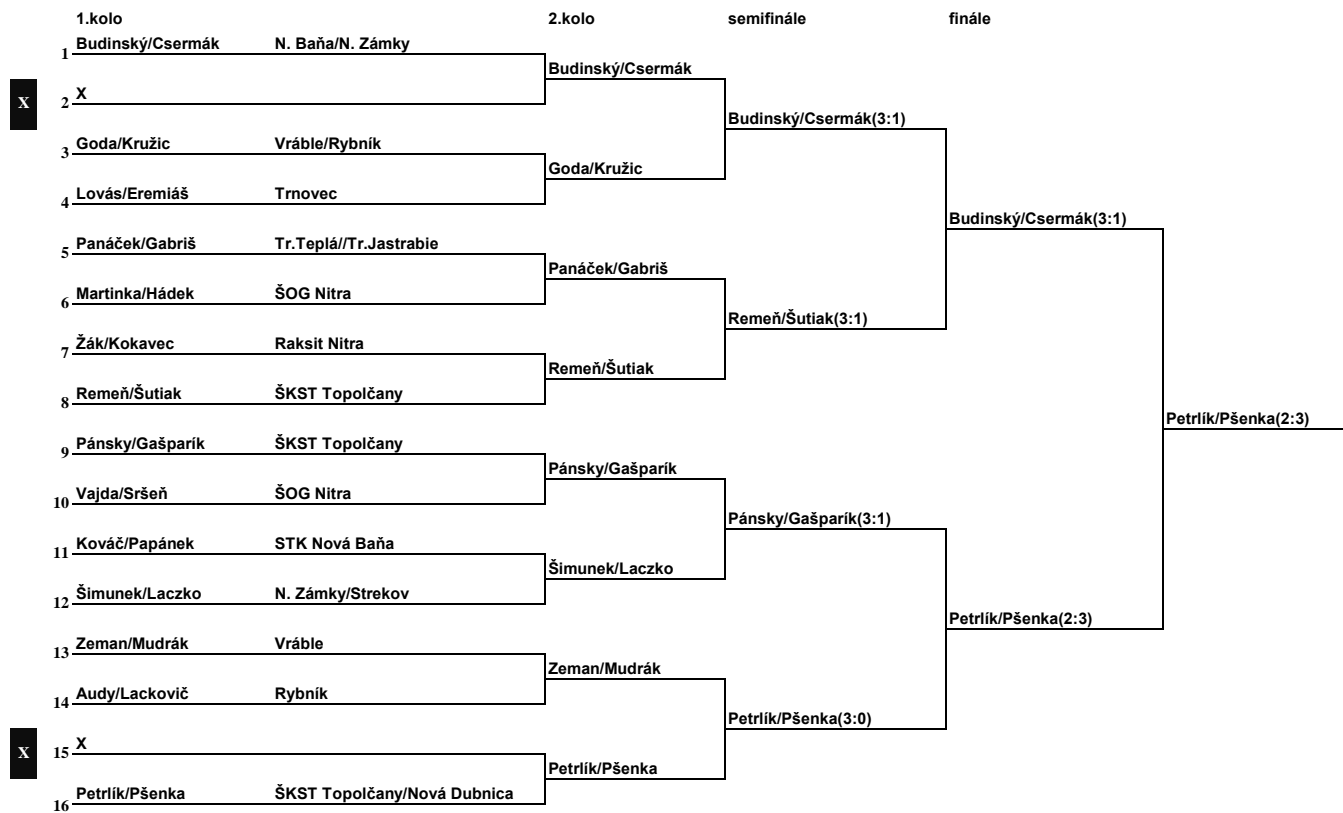 1.kolo 2.kolo semifinále finále
1 Budinský/Csermák N. Baňa/N. Zámky
Budinský/Csermák
X 2 X
Budinský/Csermák(3:1)
3 Goda/Kružic Vráble/Rybník
Goda/Kružic
4 Lovás/Eremiáš Trnovec
Budinský/Csermák(3:1)
5 Panáček/Gabriš Tr.Teplá//Tr.Jastrabie
Panáček/Gabriš
6 Martinka/Hádek ŠOG Nitra
Remeň/Šutiak(3:1)
7 Žák/Kokavec Raksit Nitra
Remeň/Šutiak
8 Remeň/Šutiak ŠKST Topolčany
Petrlík/Pšenka(2:3)
9 Pánsky/Gašparík ŠKST Topolčany
Pánsky/Gašparík
10 Vajda/Sršeň ŠOG Nitra
Pánsky/Gašparík(3:1)
11 Kováč/Papánek STK Nová Baňa
Šimunek/Laczko
12 Šimunek/Laczko N. Zámky/Strekov
Petrlík/Pšenka(2:3)
13 Zeman/Mudrák Vráble
Zeman/Mudrák
14 Audy/Lackovič Rybník
Petrlík/Pšenka(3:0)
X 15 X
Petrlík/Pšenka
16 Petrlík/Pšenka ŠKST Topolčany/Nová Dubnica